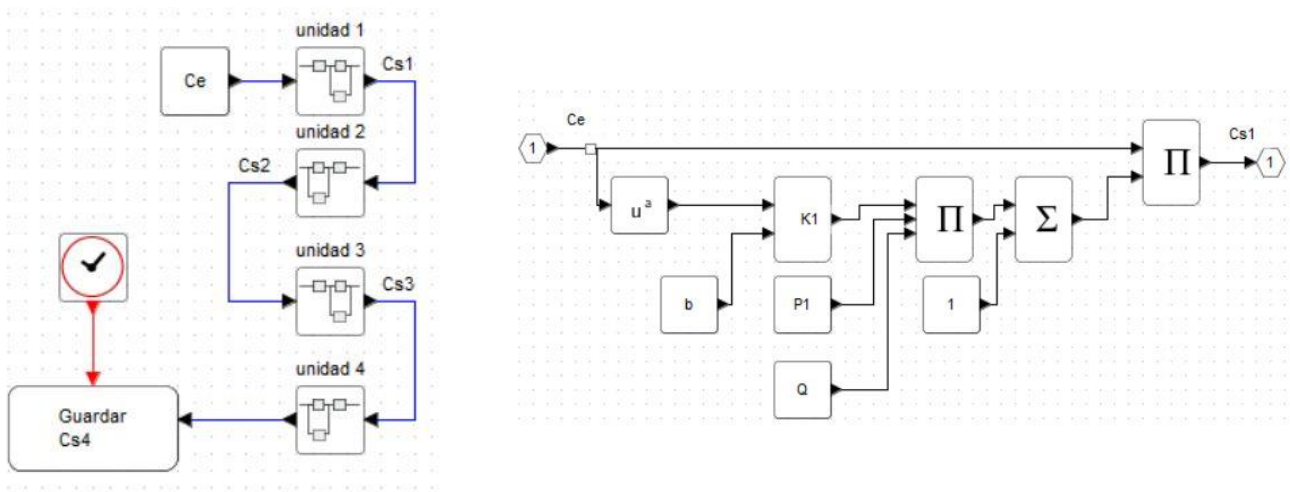 unidad 1
Ce
Cs1
unidad 2
Cs2
unidad 3
Cs3
unidad 4
Guardar
Cs4
Ce
1
Cs1
1
Π
u^a
K1
Π
Σ
b
P1
1
Q